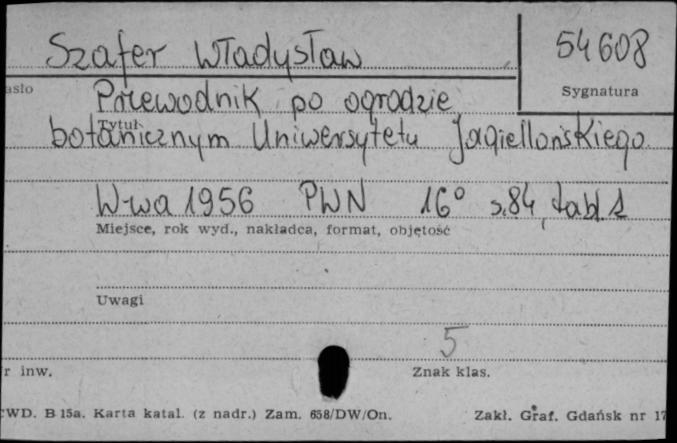 Szafer Władysław
54608
asło
Sygnatura
Przewodnik po ogrodzie
Tytuł
botanicznym Uniwersytetu Jagiellońskiego
W-wa 1956 PWN 16° s.84, tabl. 1
Miejsce, rok wyd., nakładca, format, objętość
Uwagi
5
r inw.
Znak klas.
WD. B 15a. Karta katal. (z nadr.) Zam. 658/DW/On.
Zakł. Graf. Gdańsk nr 17